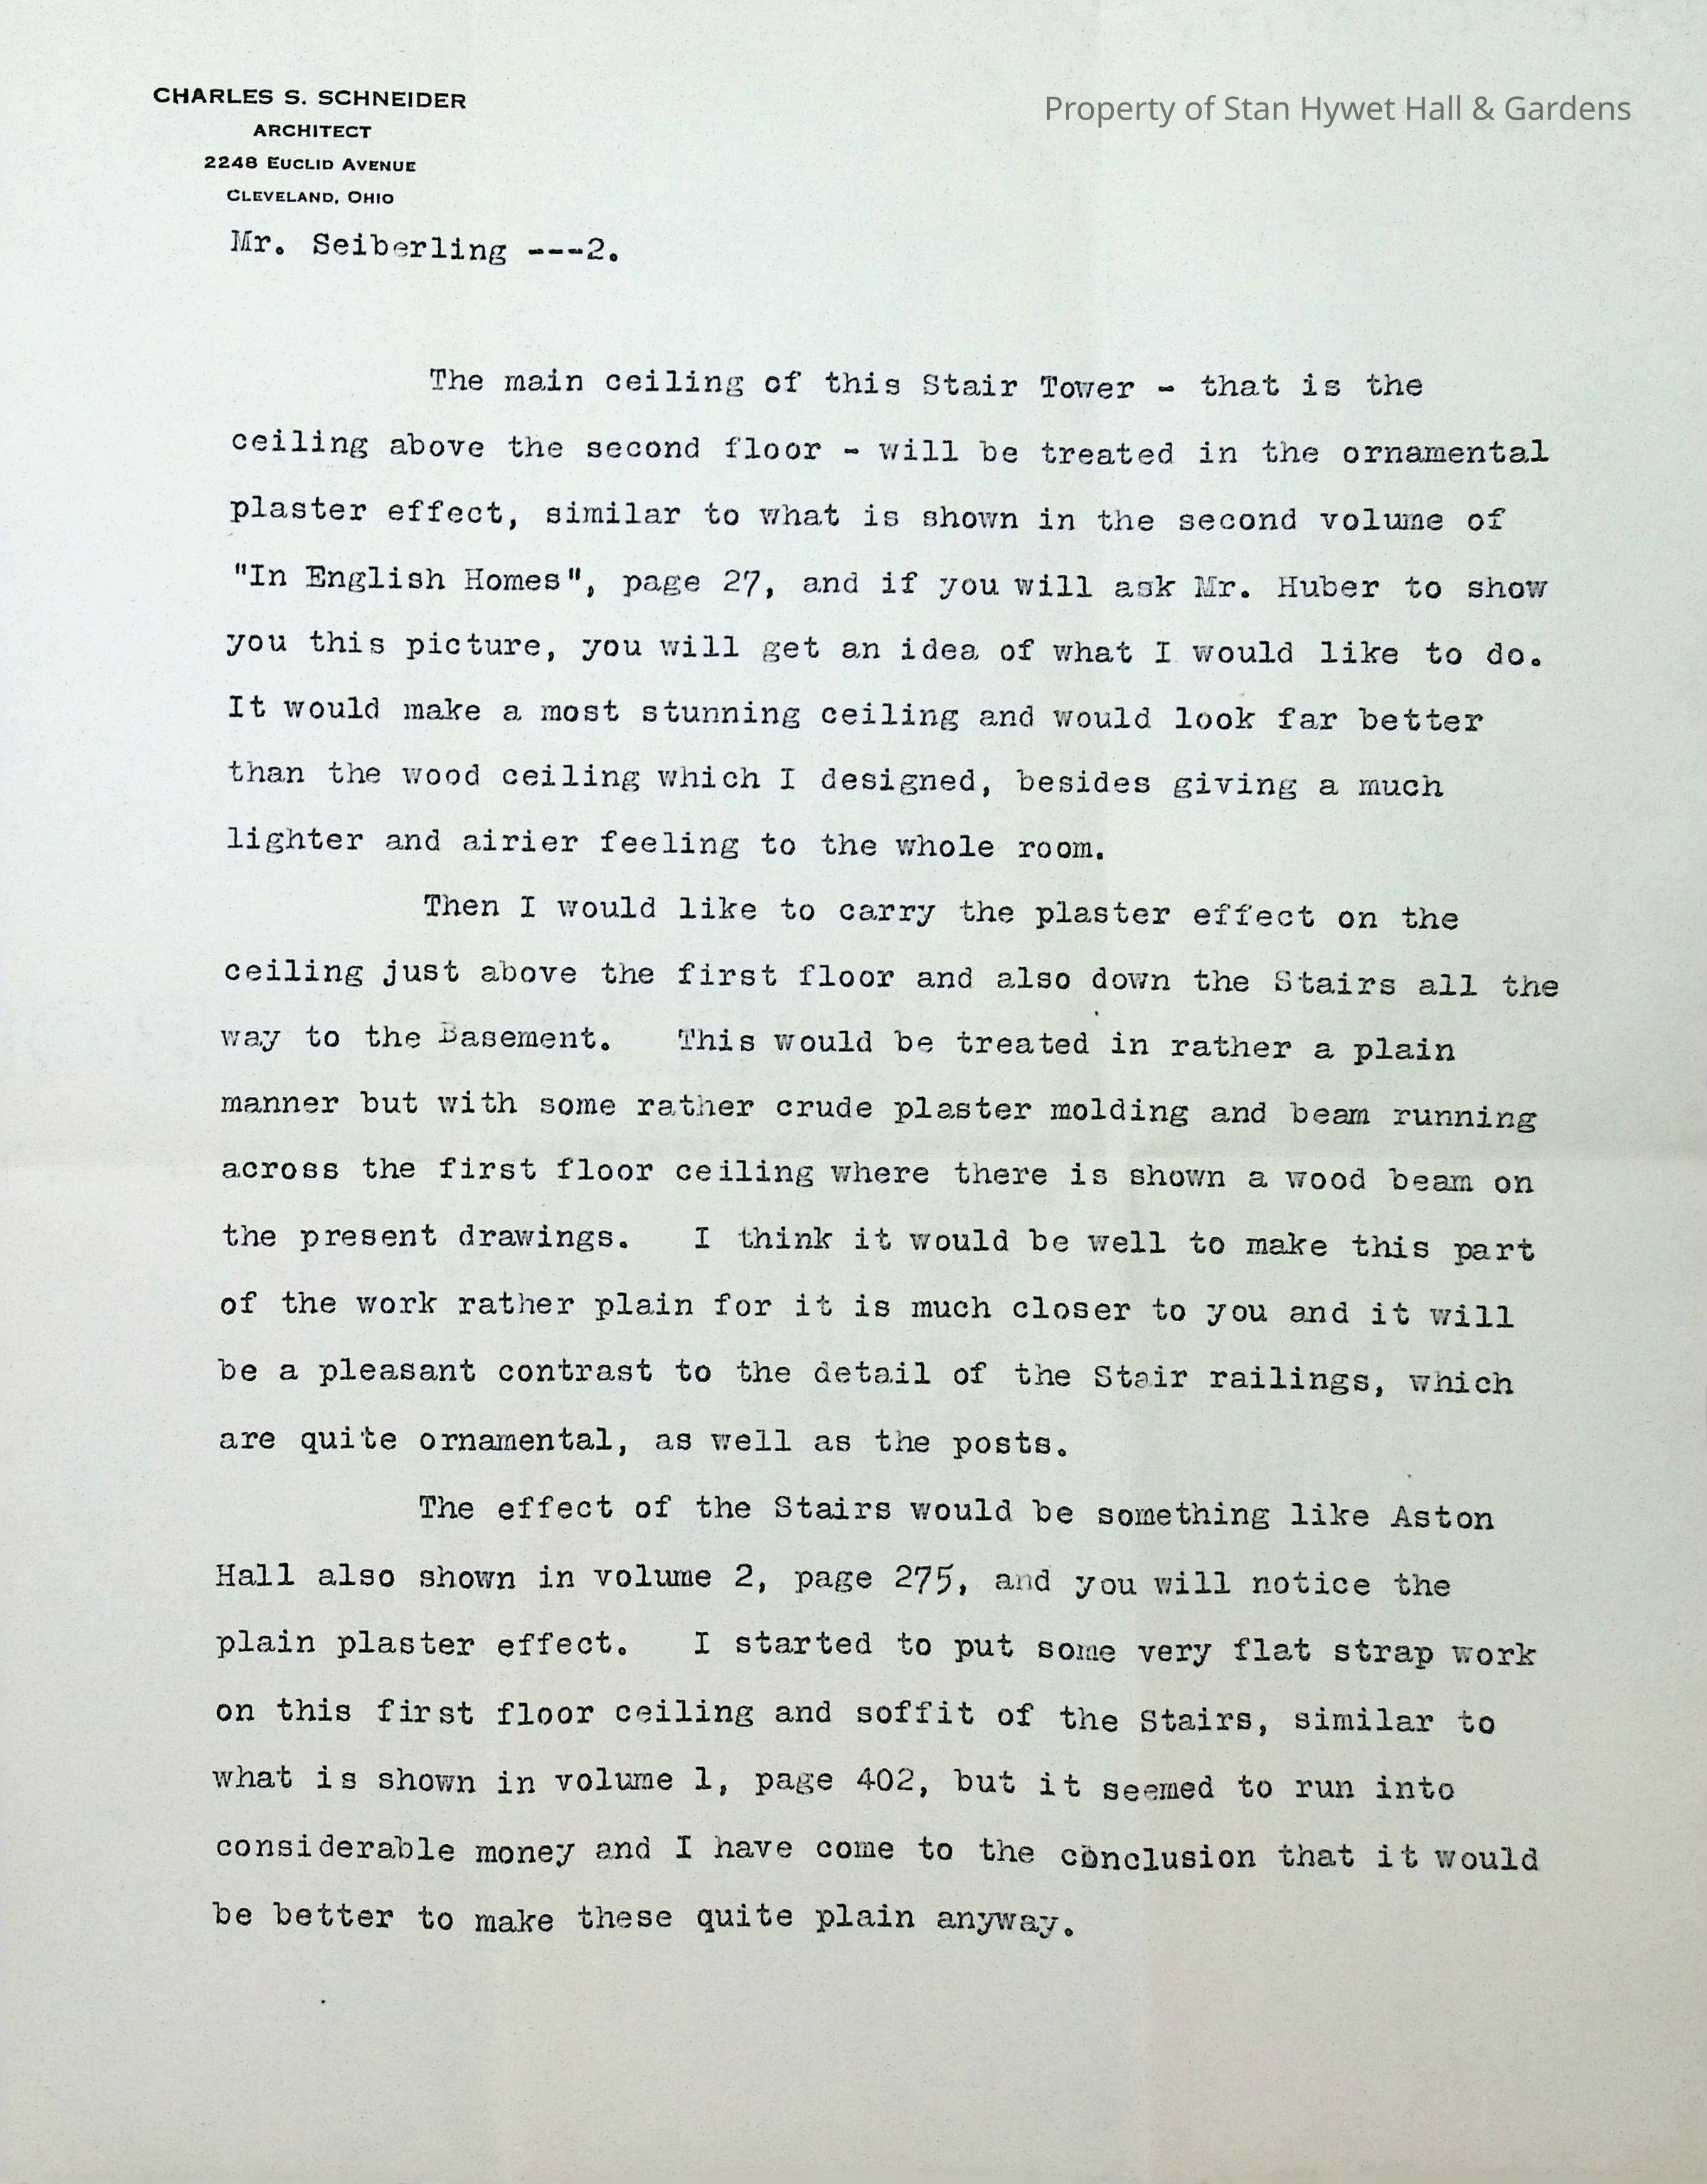 CHARLES S. SCHNEIDER
ARCHITECT
2248 EUCLID AVENUE
CLEVELAND, OHIO
Property of Stan Hywet Hall & Gardens
Mr. Seiberling ---2.
The main ceiling of this Stair Tower - that is the
ceiling above the second floor - will be treated in the ornamental
plaster effect, similar to what is shown in the second volume of
"In English Homes", page 27, and if you will ask Mr. Huber to show
you this picture, you will get an idea of what I would like to do.
It would make a most stunning ceiling and would look far better
than the wood ceiling which I designed, besides giving a much
lighter and airier feeling to the whole room.
Then I would like to carry the plaster effect on the
ceiling just above the first floor and also down the Stairs all the
way to the Basement. This would be treated in rather a plain
manner but with some rather crude plaster molding and beam running
across the first floor ceiling where there is shown a wood beam on
the present drawings. I think it would be well to make this part
of the work rather plain for it is much closer to you and it will
be a pleasant contrast to the detail of the Stair railings, which
are quite ornamental, as well as the posts.
The effect of the Stairs would be something like Aston
Hall also shown in volume 2, page 275, and you will notice the
plain plaster effect. I started to put some very flat strap work
on this first floor ceiling and soffit of the Stairs, similar to
what is shown in volume 1, page 402, but it seemed to run into
considerable money and I have come to the conclusion that it would
be better to make these quite plain anyway.